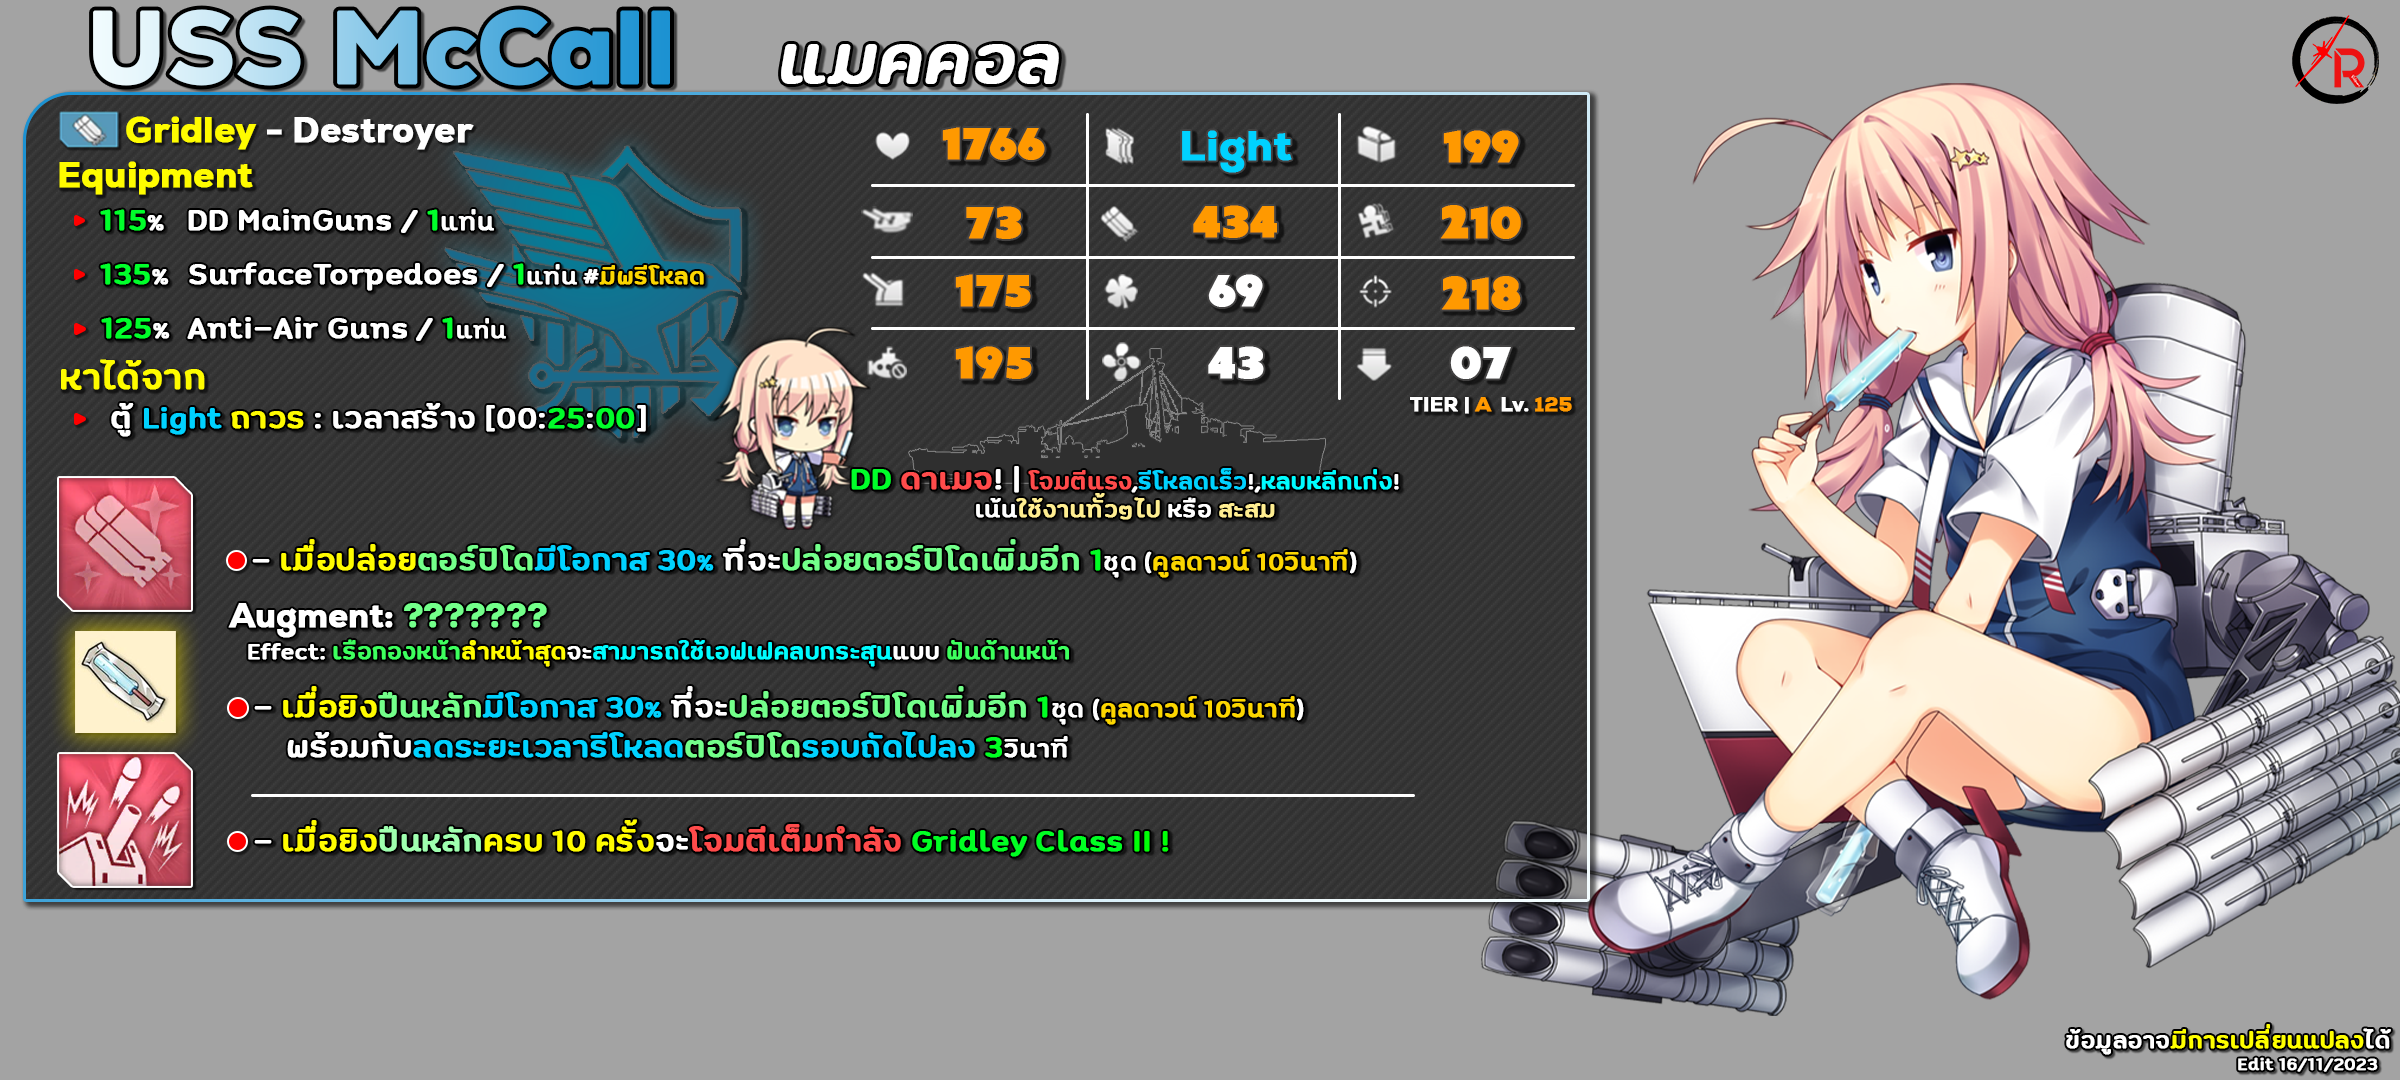 USS McCall
แมคคอล
R
Gridley - Destroyer
Equipment
115% DD MainGuns / 1แท่น
135% SurfaceTorpedoes / 1แท่น #มีพรีโหลด
125% Anti-Air Guns / 1แท่น
หาได้จาก
ตู้ Light ถาวร : เวลาสร้าง [00:25:00]
1766 Light 199
73 434 210
175 69 218
195 43 07
TIER | A Lv. 125
DD ดาเมจ! | โจมตีแรง,รีโหลดเร็ว!,หลบหลีกเก่ง!
เน้นใช้งานทั้วๆไป หรือ สะสม
- เมื่อปล่อยตอร์ปิโดมีโอกาส 30% ที่จะปล่อยตอร์ปิโดเพิ่มอีก 1ชุด (คูลดาวน์ 10วินาที)
Augment: ???????
Effect: เรือกองหน้าลำหน้าสุดจะสามารถใช้เอฟเฟคลบกระสุนแบบ ฟันด้านหน้า
- เมื่อยิงปืนหลักมีโอกาส 30% ที่จะปล่อยตอร์ปิโดเพิ่มอีก 1ชุด (คูลดาวน์ 10วินาที)
พร้อมกับลดระยะเวลารีโหลดตอร์ปิโดรอบถัดไปลง 3วินาที
- เมื่อยิงปืนหลักครบ 10 ครั้งจะโจมตีเต็มกำลัง Gridley Class II !
ข้อมูลอาจมีการเปลี่ยนแปลงได้
Edit 16/11/2023